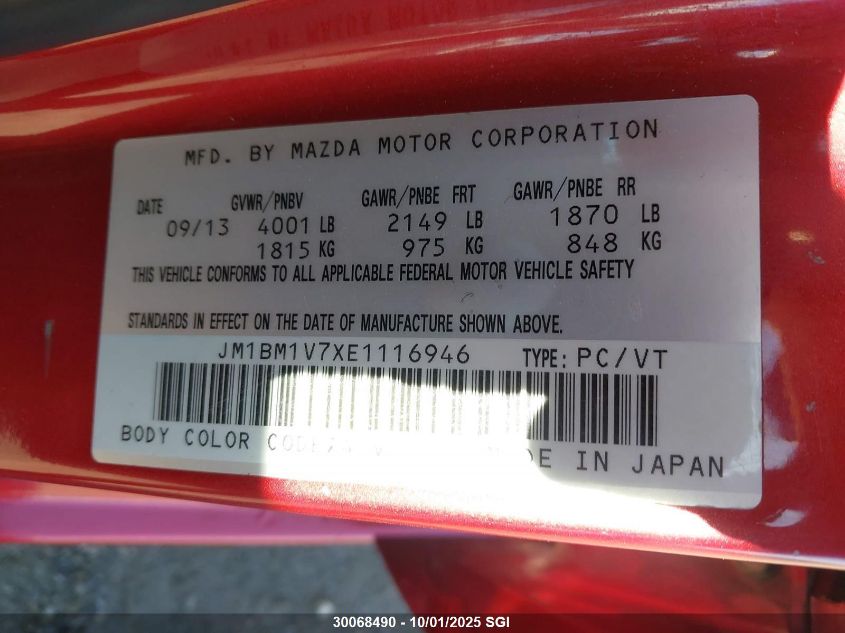 MFD. BY MAZDA MOTOR CORPORATION
DATE GVWR/PNBV GAWR/PNBE FRT GAWR/PNBE RR
09/13 4001 LB 2149 LB 1870 LB
1815 KG 975 KG 848 KG
THIS VEHICLE CONFORMS TO ALL APPLICABLE FEDERAL MOTOR VEHICLE SAFETY
STANDARDS IN EFFECT ON THE DATE OF MANUFACTURE SHOWN ABOVE.
JM1BM1V7XE1116946 TYPE: PC/VT
BODY COLOR IN JAPAN
30068490 - 10/01/2025 SGI